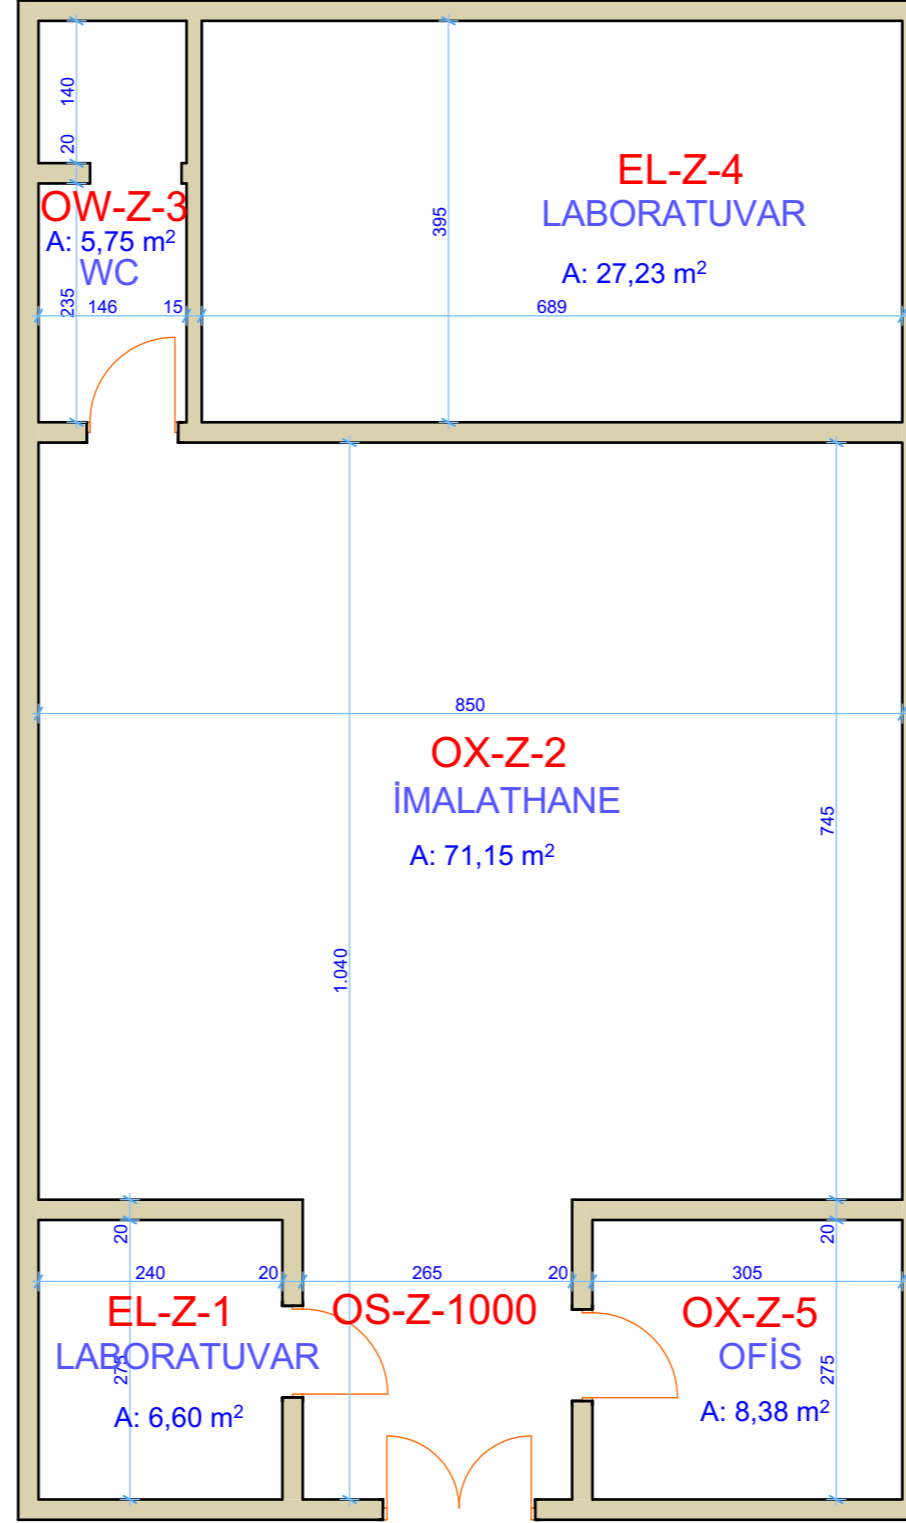 140
20
OW-Z-3
A: 5,75 m²
WC
235
146
15
EL-Z-4
LABORATUVAR
A: 27,23 m²
395
689
850
OX-Z-2
İMALATHANE
A: 71,15 m²
745
1.040
20
240
20
265
20
20
305
EL-Z-1
LABORATUVAR
275
A: 6,60 m²
OS-Z-1000
OX-Z-5
OFİS
275
A: 8,38 m²